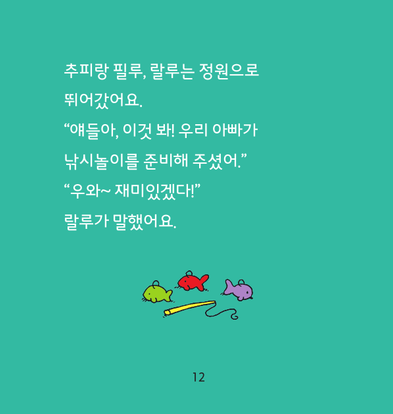 추피랑 필루, 랄루는 정원으로
뛰어갔어요.
“얘들아, 이것 봐! 우리 아빠가
낚시놀이를 준비해 주셨어.”
“우와~ 재미있겠다!”
랄루가 말했어요.
12